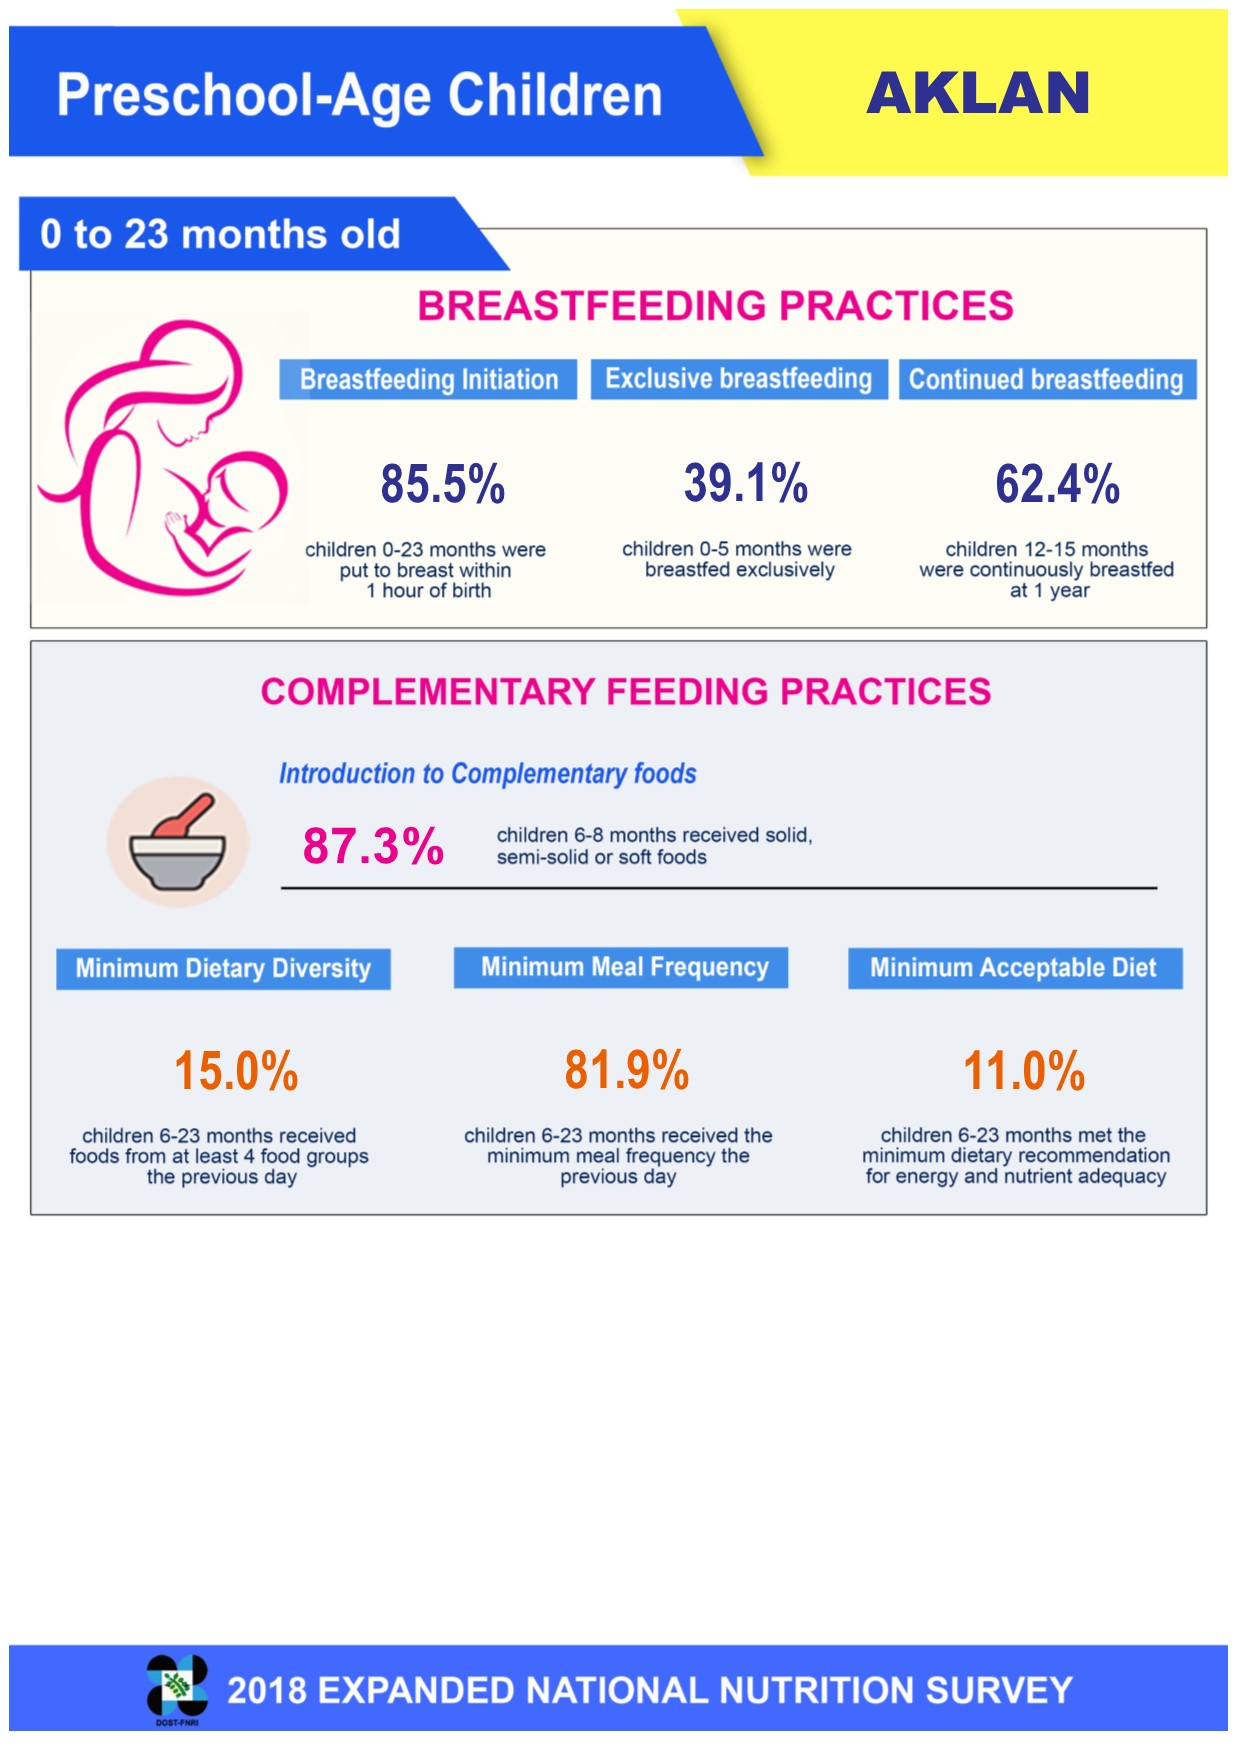 Preschool-Age Children
AKLAN
0 to 23 months old
BREASTFEEDING PRACTICES
Breastfeeding Initiation
85.5%
children 0-23 months were
put to breast within
1 hour of birth
Exclusive breastfeeding
39.1%
children 0-5 months were
breastfed exclusively
Continued breastfeeding
62.4%
children 12-15 months
were continuously breastfed
at 1 year
COMPLEMENTARY FEEDING PRACTICES
Introduction to Complementary foods
87.3%
children 6-8 months received solid,
semi-solid or soft foods
Minimum Dietary Diversity
15.0%
children 6-23 months received
foods from at least 4 food groups
the previous day
Minimum Meal Frequency
81.9%
children 6-23 months received the
minimum meal frequency the
previous day
Minimum Acceptable Diet
11.0%
children 6-23 months met the
minimum dietary recommendation
for energy and nutrient adequacy
DOST-FNRI
2018 EXPANDED NATIONAL NUTRITION SURVEY